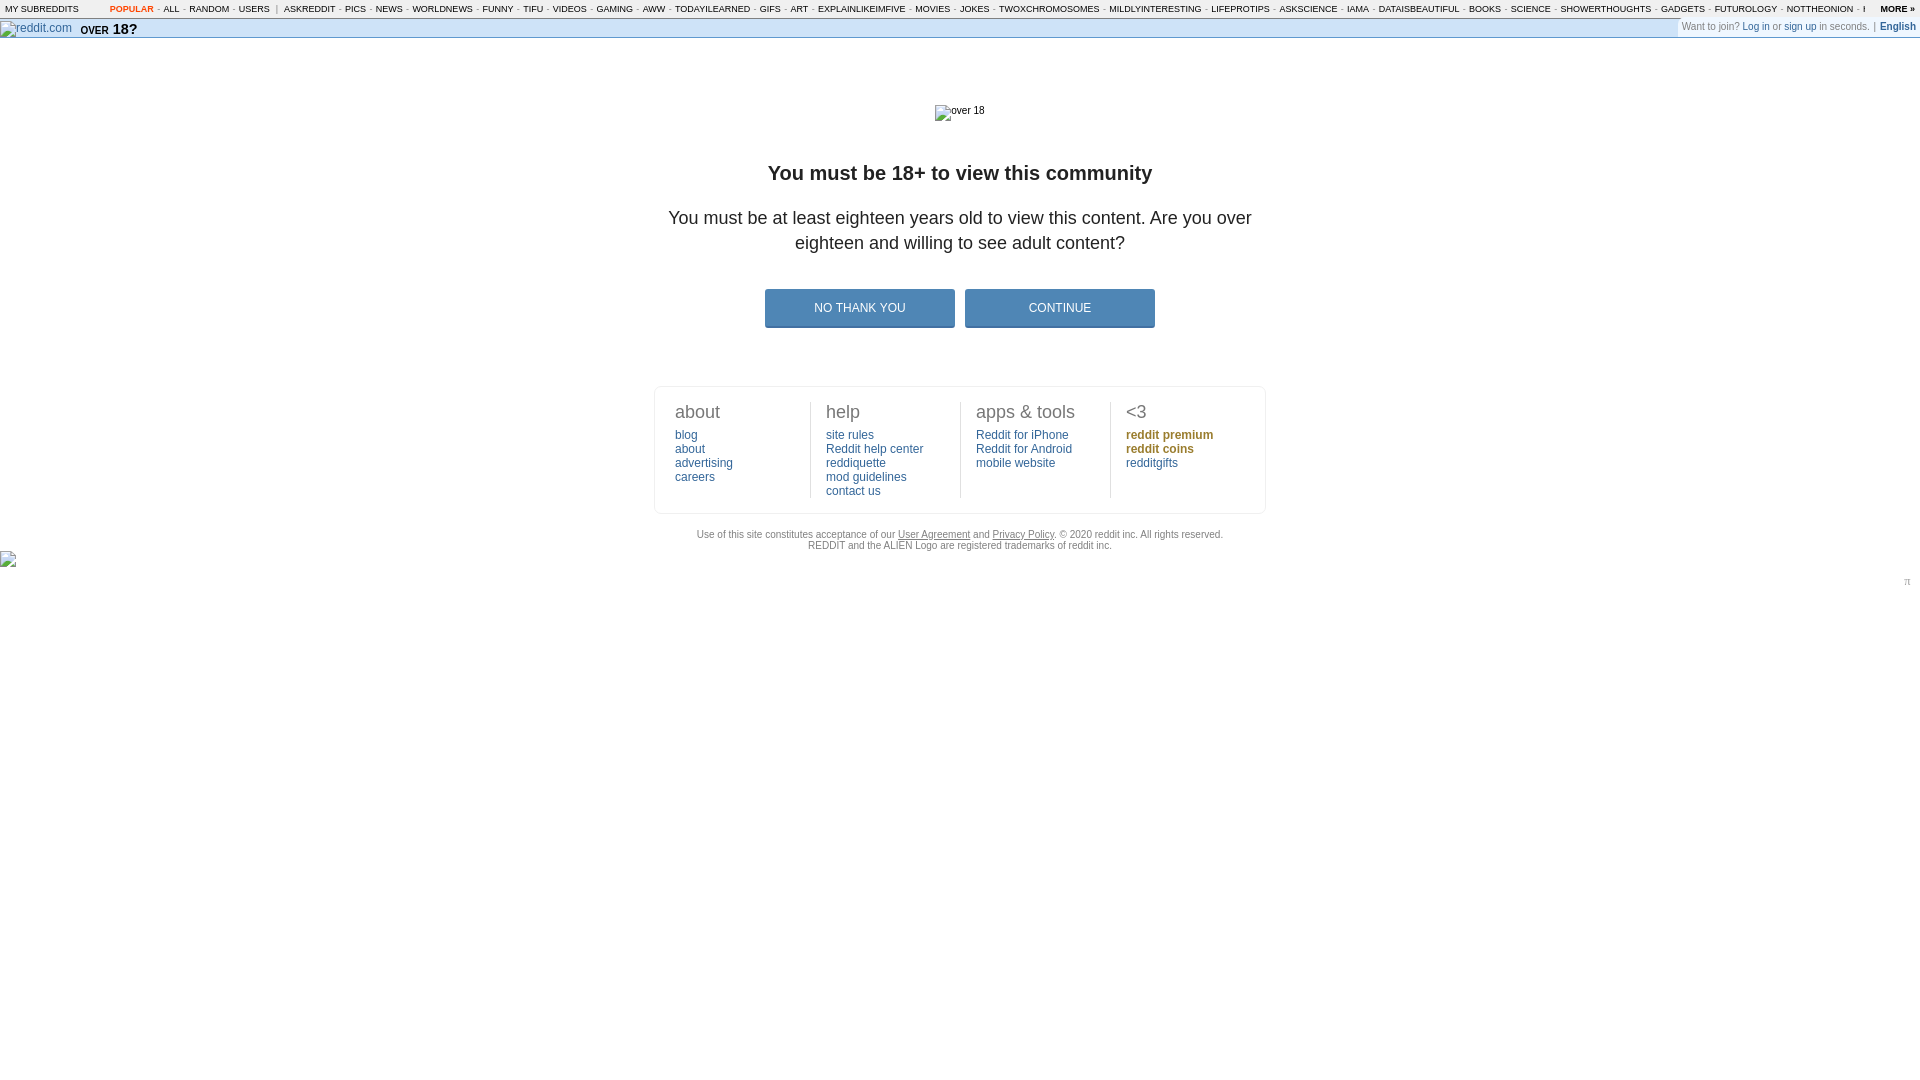 MY SUBREDDITS POPULAR - ALL - RANDOM - USERS | ASKREDDIT - PICS - NEWS - WORLDNEWS - FUNNY - TIFU - VIDEOS - GAMING - AWW - TODAYILEARNED - GIFS - ART - EXPLAINLIKEIMFIVE - MOVIES - JOKES - TWOXCHROMOSOMES - MILDLYINTERESTING - LIFEPROTIPS - ASKSCIENCE - IAMA - DATAISBEAUTIFUL - BOOKS - SCIENCE - SHOWERTHOUGHTS - GADGETS - FUTUROLOGY - NOTTHEONION - MORE »
reddit.com OVER 18? Want to join? Log in or sign up in seconds. | English
over 18
You must be 18+ to view this community
You must be at least eighteen years old to view this content. Are you over
eighteen and willing to see adult content?
NO THANK YOU CONTINUE
about
blog
about
advertising
careers
help
site rules
Reddit help center
reddiquette
mod guidelines
contact us
apps & tools
Reddit for iPhone
Reddit for Android
mobile website
<3
reddit premium
reddit coins
redditgifts
Use of this site constitutes acceptance of our User Agreement and Privacy Policy. © 2020 reddit inc. All rights reserved.
REDDIT and the ALIEN Logo are registered trademarks of reddit inc.
π